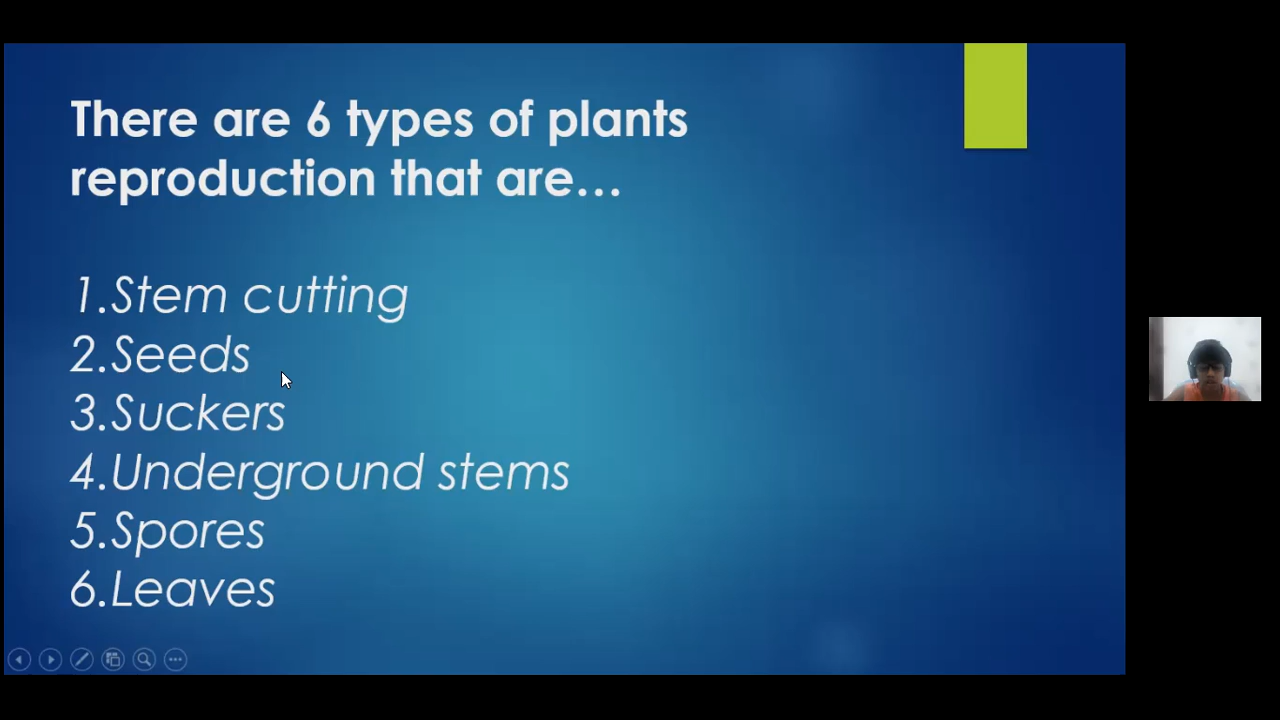 There are 6 types of plants
reproduction that are…
1.Stem cutting
2.Seeds
3.Suckers
4.Underground stems
5.Spores
6.Leaves